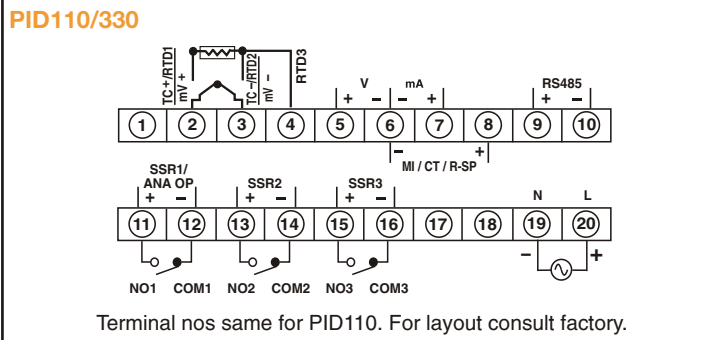 PID110/330
TC+/RTD1
mV +
TC-/RTD2
mV -
RTD3
V
mA
RS485
+ - - + + -
1 2 3 4 5 6 7 8 9 10
- +
MI / CT / R-SP
SSR1/
ANA OP
SSR2
SSR3
N L
+ - + - + -
11 12 13 14 15 16 17 18 19 20
- +
NO1 COM1 NO2 COM2 NO3 COM3
Terminal nos same for PID110. For layout consult factory.